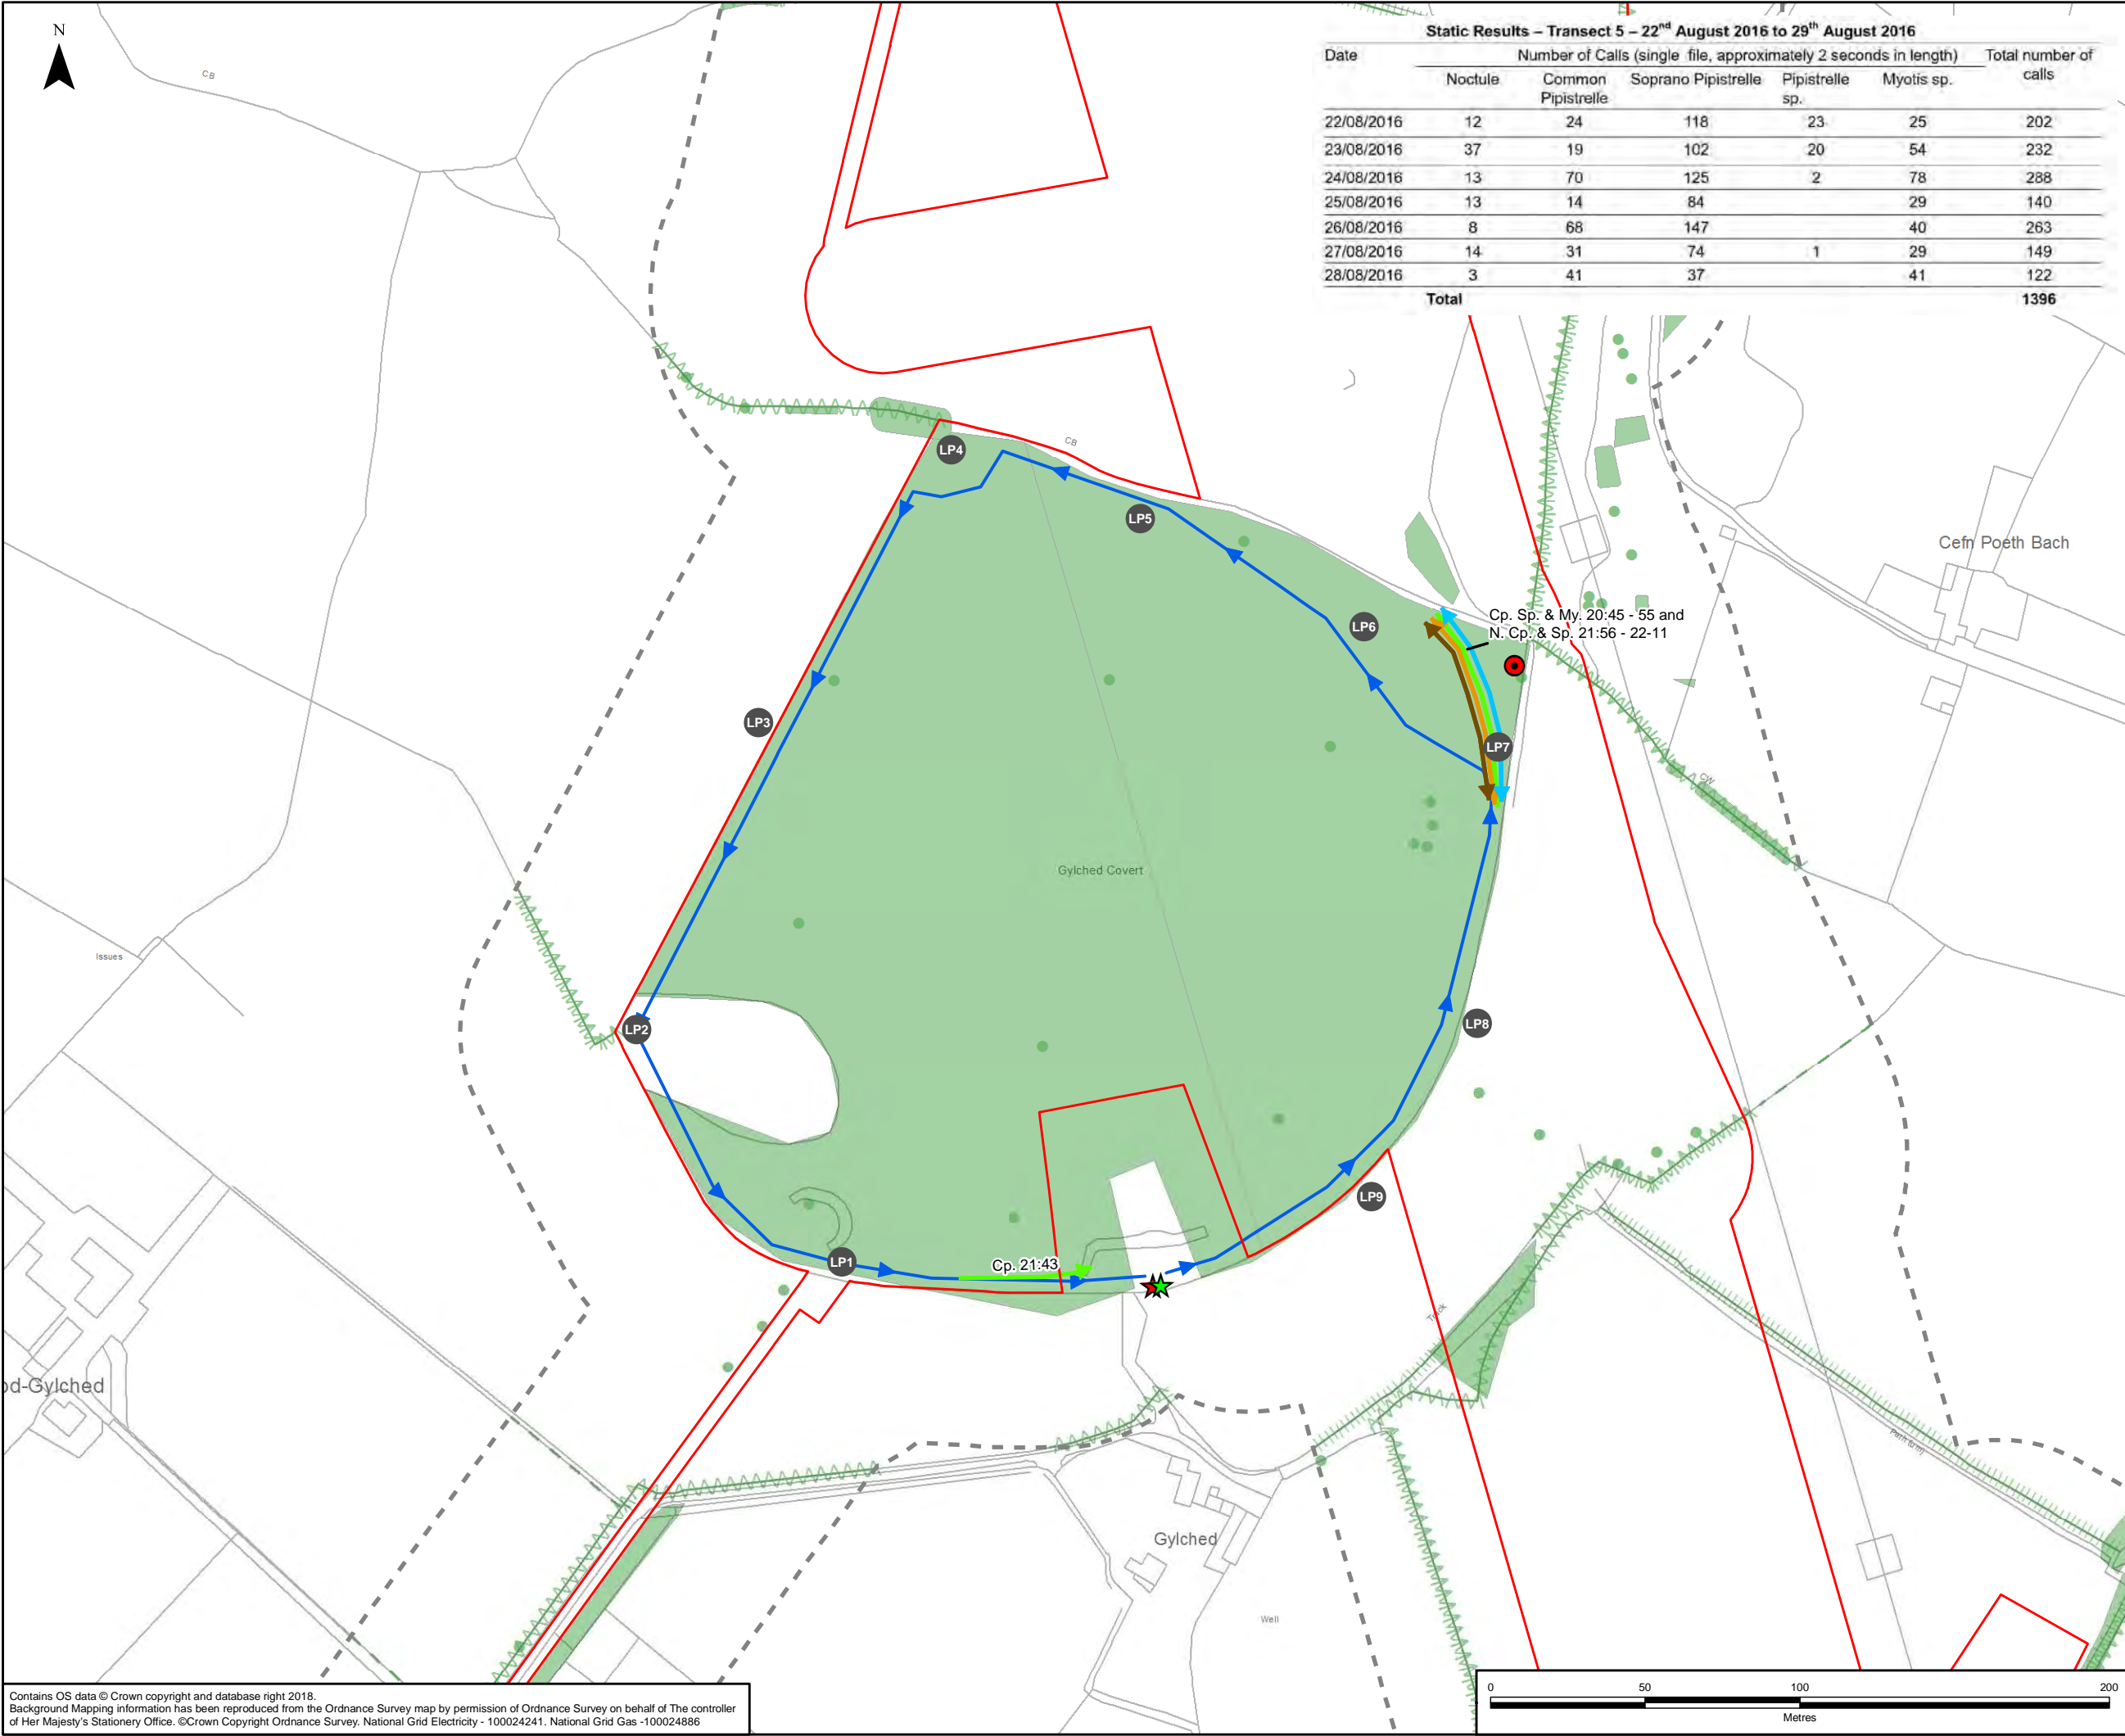 N
Static Results – Transect 5 – 22nd August 2016 to 29th August 2016
Date Number of Calls (single file, approximately 2 seconds in length) Total number of calls
Noctule Common Pipistrelle Soprano Pipistrelle Pipistrelle sp. Myotis sp.
22/08/2016 12 24 118 23 25 202
23/08/2016 37 19 102 20 54 232
24/08/2016 13 70 125 2 78 288
25/08/2016 13 14 84 29 140
26/08/2016 8 68 147 40 263
27/08/2016 14 31 74 1 29 149
28/08/2016 3 41 37 41 122
Total 1396
CB
CB
LP4
LP5
Cefn Poeth Bach
Cp. Sp. & My. 20:45 - 55 and
N. Cp. & Sp. 21:56 - 22-11
LP6
LP3
LP7
CW
Gylched Covert
Issues
LP2
LP8
LP9
LP1
Cp. 21:43
Track
od-Gylched
Path (um)
Gylched
Well
Contains OS data © Crown copyright and database right 2018.
Background Mapping information has been reproduced from the Ordnance Survey map by permission of Ordnance Survey on behalf of The controller
of Her Majesty's Stationery Office. ©Crown Copyright Ordnance Survey. National Grid Electricity - 100024241. National Grid Gas -100024886
0 50 100 200
Metres